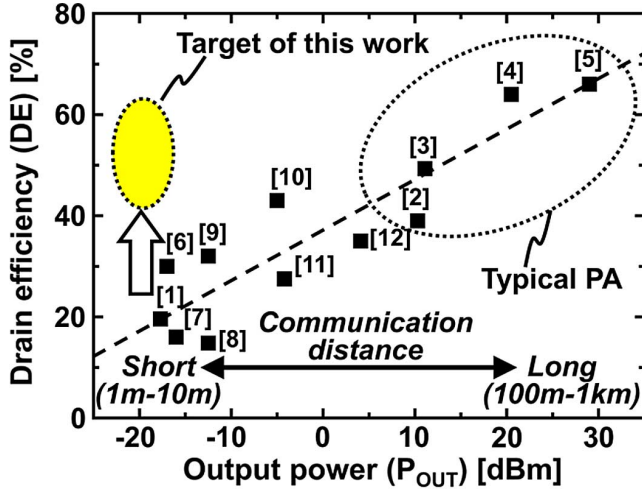 Drain efficiency (DE) [%]
80
60
40
20
0
Target of this work
[4]
[5]
[3]
[10]
[2]
[6]
[9]
[12]
Typical PA
[11]
[1]
[7]
[8]
Communication
distance
Short
(1m-10m)
Long
(100m-1km)
-20
-10
0
10
20
30
Output power (POUT) [dBm]